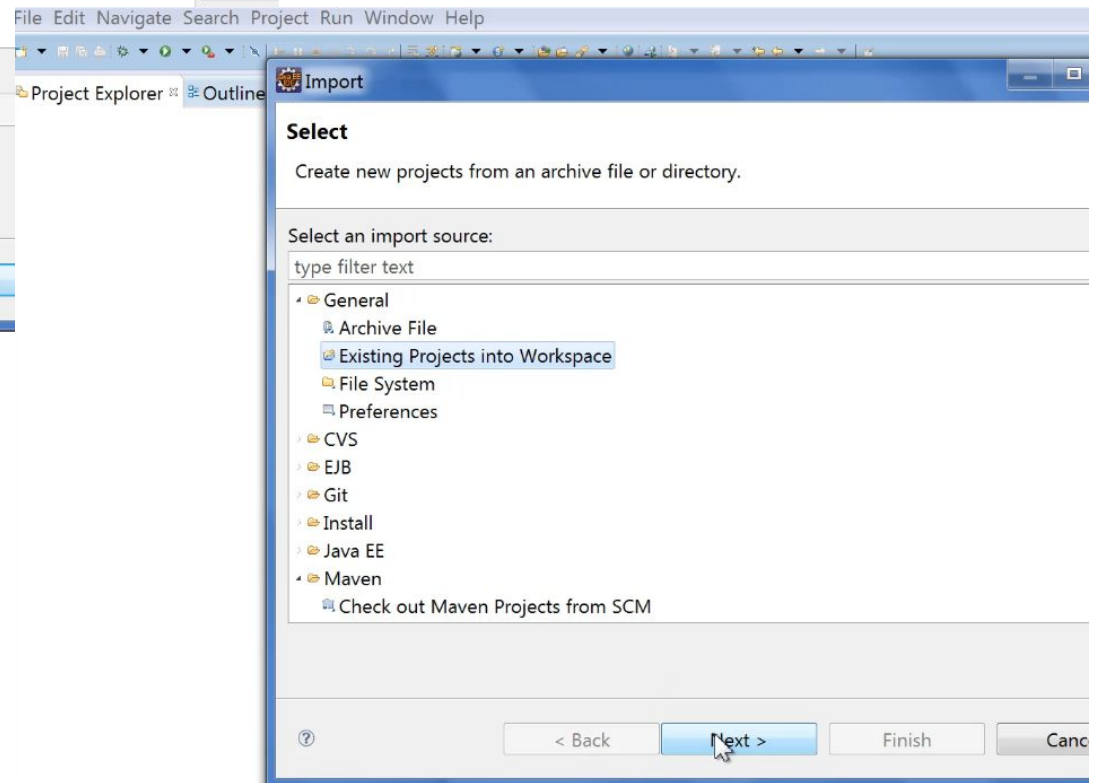 File Edit Navigate Search Project Run Window Help
Project Explorer Outline
Import
Select
Create new projects from an archive file or directory.
Select an import source:
type filter text
General
Archive File
Existing Projects into Workspace
File System
Preferences
CVS
EJB
Git
Install
Java EE
Maven
Check out Maven Projects from SCM
< Back Next > Finish Canc